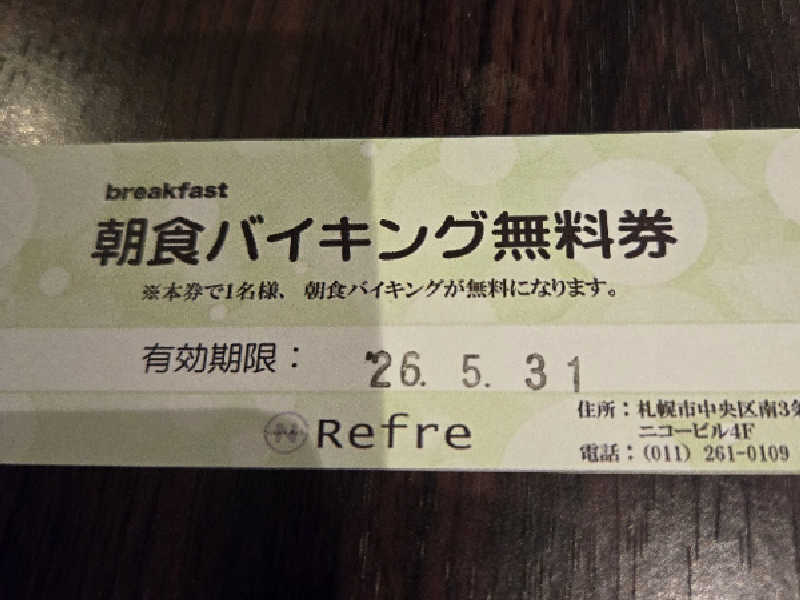 breakfast
朝食バイキング無料券
※本券で1名様、朝食バイキングが無料になります。
有効期限： '26. 5. 31
Refre
住所：札幌市中央区南3条
ニコービル4F
電話：(011) 261-0109